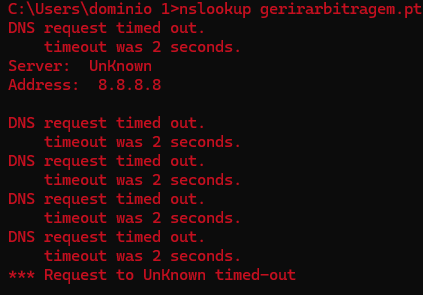 C:\Users\dominio 1>nslookup gerirarbitragem.pt
DNS request timed out.
    timeout was 2 seconds.
Server:  UnKnown
Address:  8.8.8.8

DNS request timed out.
    timeout was 2 seconds.
DNS request timed out.
    timeout was 2 seconds.
DNS request timed out.
    timeout was 2 seconds.
DNS request timed out.
    timeout was 2 seconds.
*** Request to UnKnown timed-out